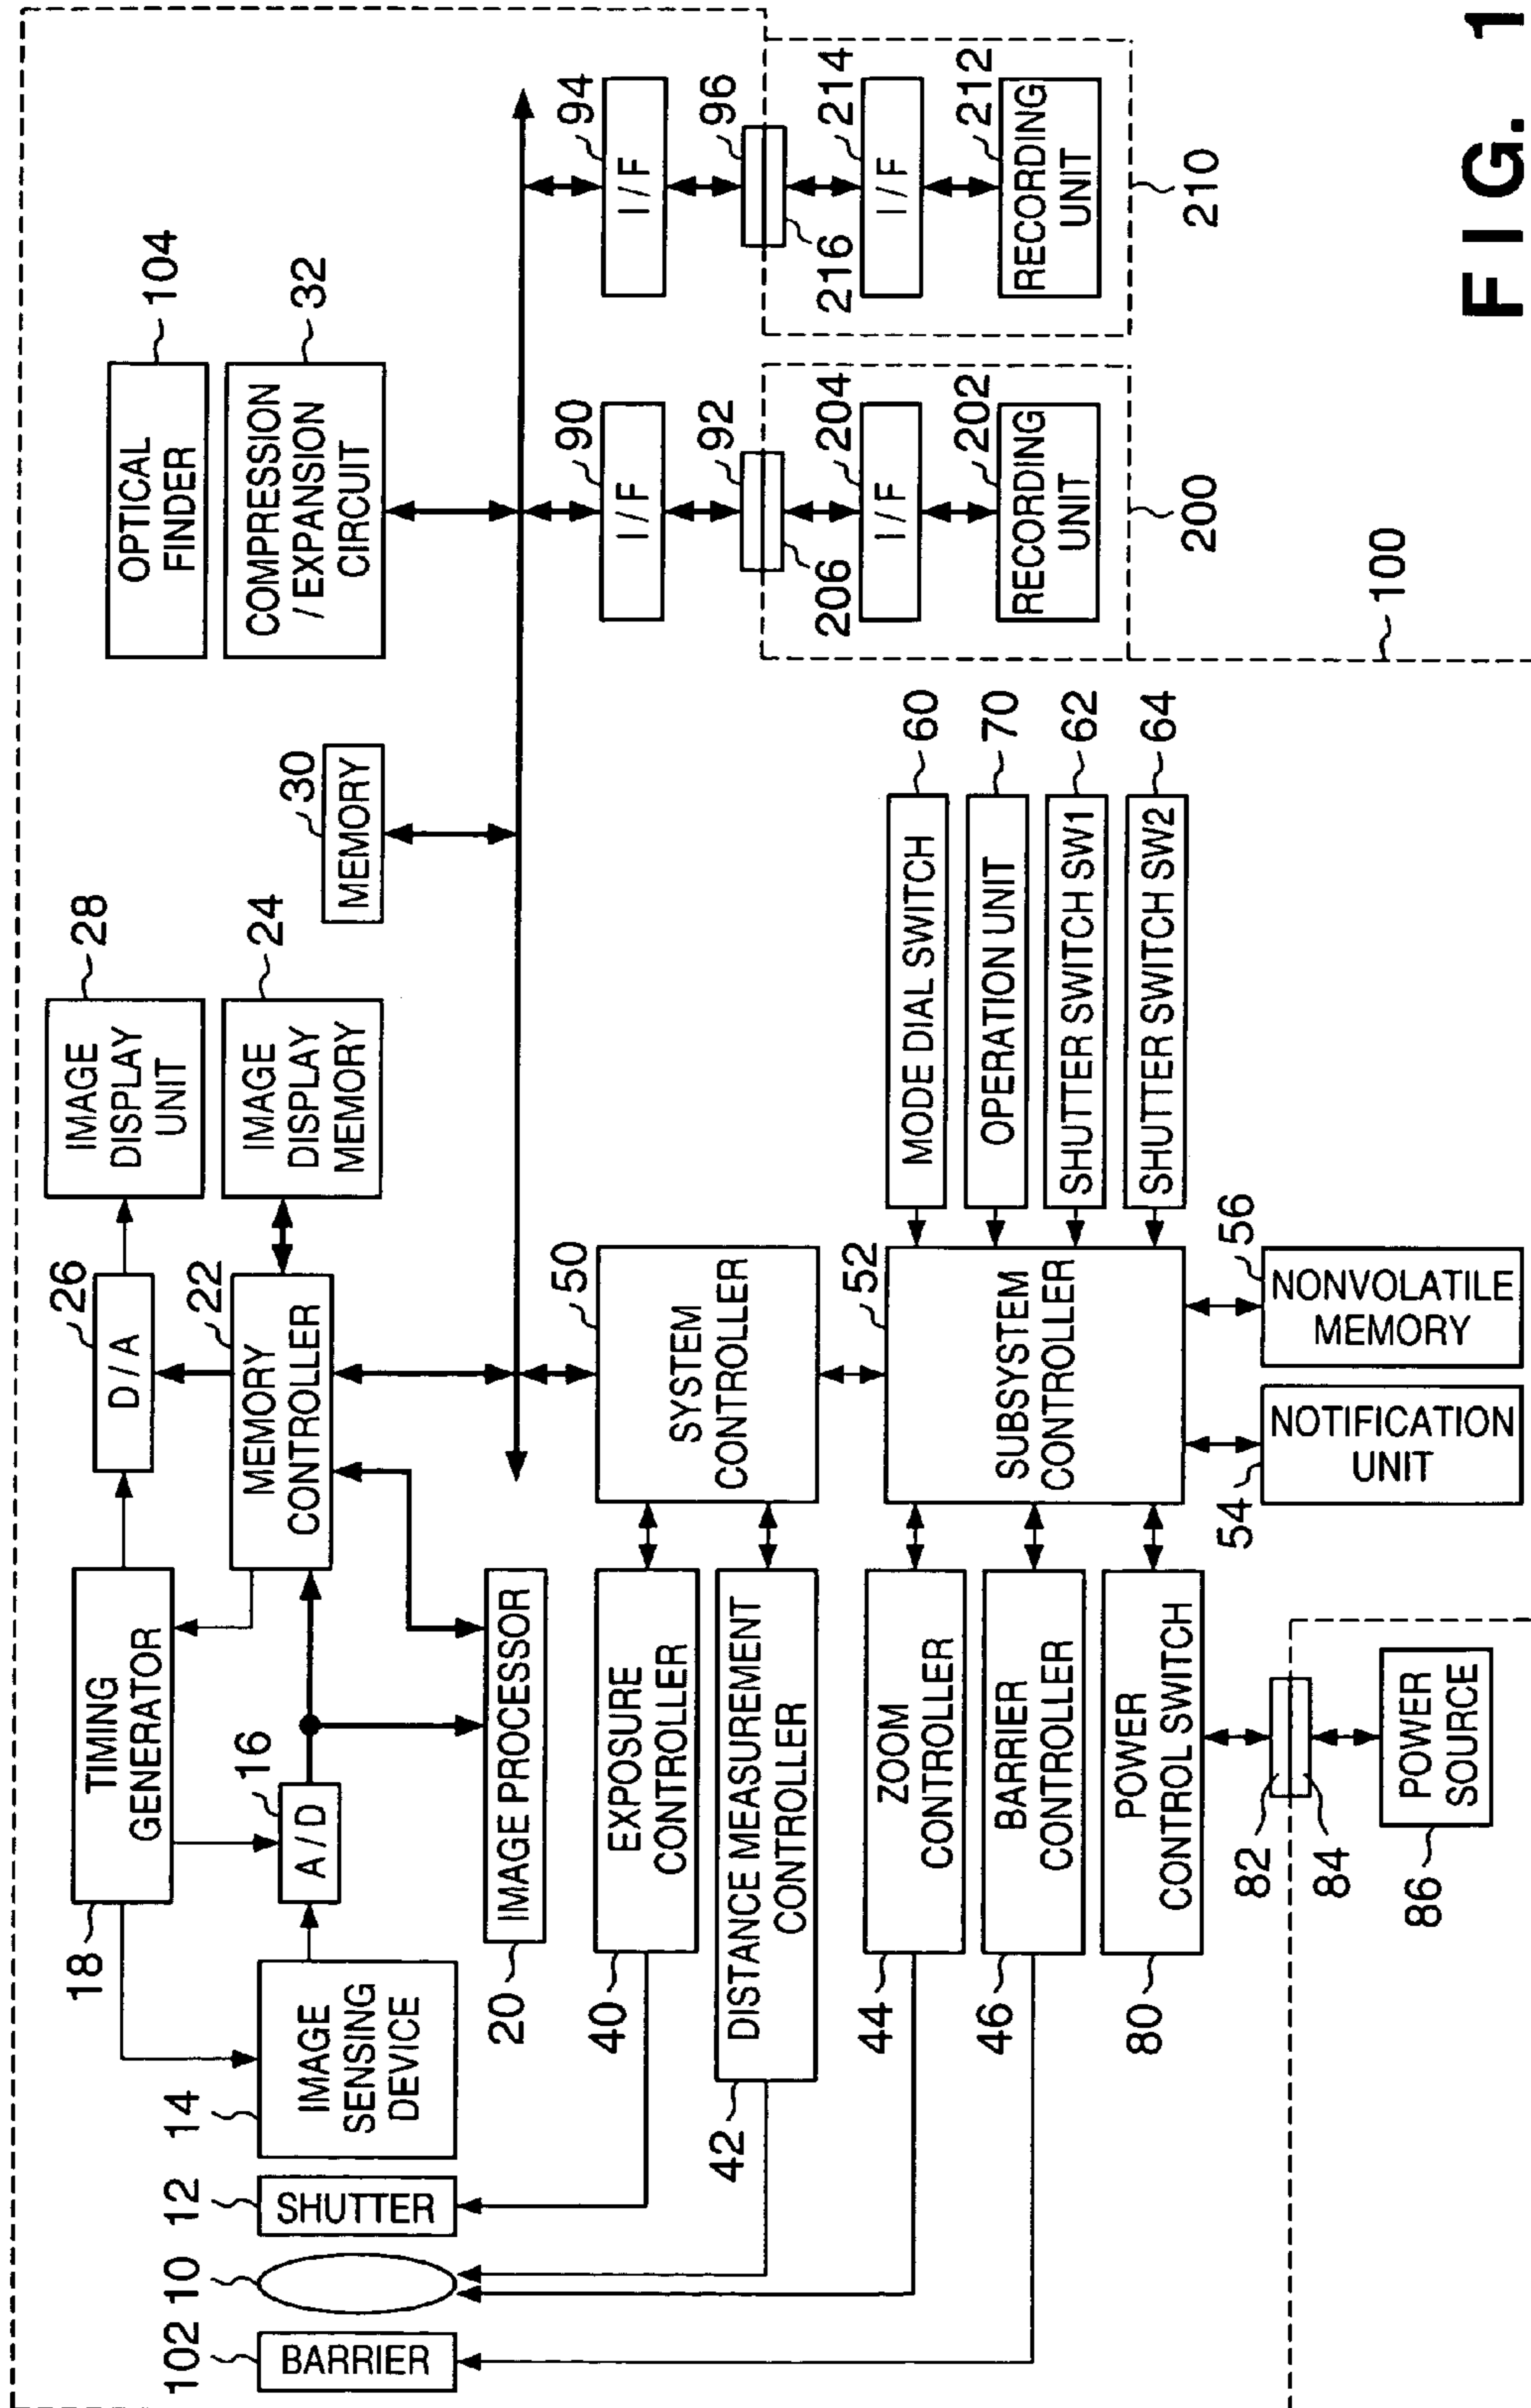 28
IMAGE
DISPLAY
UNIT
104
OPTICAL
FINDER
26
D/A
24
IMAGE
DISPLAY
MEMORY
32
COMPRESSION
/EXPANSION
CIRCUIT
18
TIMING
GENERATOR
22
MEMORY
CONTROLLER
30
MEMORY
102
BARRIER
10
12
SHUTTER
14
IMAGE
SENSING
DEVICE
16
A/D
20
IMAGE PROCESSOR
40
EXPOSURE
CONTROLLER
42
DISTANCE MEASUREMENT
CONTROLLER
50
SYSTEM
CONTROLLER
90
I/F
94
I/F
92
96
206
216
44
ZOOM
CONTROLLER
46
BARRIER
CONTROLLER
80
POWER
CONTROL SWITCH
52
SUBSYSTEM
CONTROLLER
MODE DIAL SWITCH
60
OPERATION UNIT
70
SHUTTER SWITCH SW1
62
SHUTTER SWITCH SW2
64
204
I/F
202
RECORDING
UNIT
200
214
I/F
212
RECORDING
UNIT
210
82
84
86
POWER
SOURCE
54
NOTIFICATION
UNIT
56
NONVOLATILE
MEMORY
100
FIG. 1